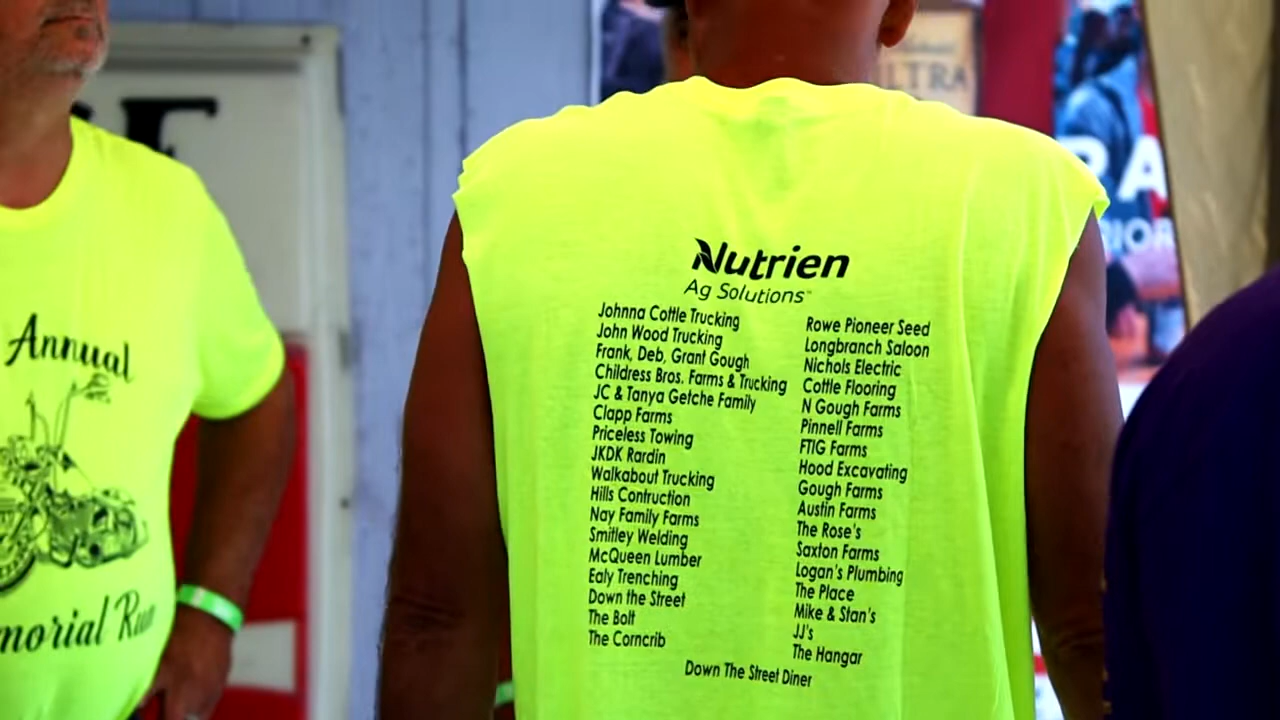 Annual
Run
Nutrien
Ag Solutions™
Johnna Cottle Trucking
John Wood Trucking
Frank, Deb, Grant Gough
Childress Bros. Farms & Trucking
JC & Tanya Getche Family
Clapp Farms
Priceless Towing
JKDK Rardin
Walkabout Trucking
Hills Contruction
Nay Family Farms
Smitley Welding
McQueen Lumber
Ealy Trenching
Down the Street
The Bolt
The Corncrib
Rowe Pioneer Seed
Longbranch Saloon
Nichols Electric
Cottle Flooring
N Gough Farms
Pinnell Farms
FTIG Farms
Hood Excavating
Gough Farms
Austin Farms
The Rose's
Saxton Farms
Logan's Plumbing
The Place
Mike & Stan's
JJ's
The Hangar
Down The Street Diner